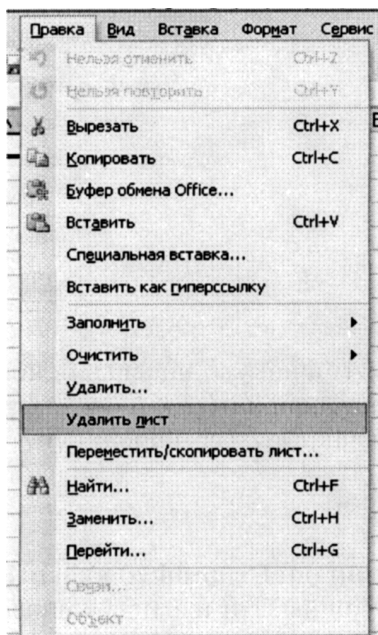 Правка Вид Вставка Формат Сервис
Нельзя отменить Ctrl+Z
Нельзя повторить Ctrl+Y
Вырезать Ctrl+X
Копировать Ctrl+C
Буфер обмена Office...
Вставить Ctrl+V
Специальная вставка...
Вставить как гиперссылку
Заполнить
Очистить
Удалить...
Удалить лист
Переместить/скопировать лист...
Найти... Ctrl+F
Заменить... Ctrl+H
Перейти... Ctrl+G
Связи...
Объект